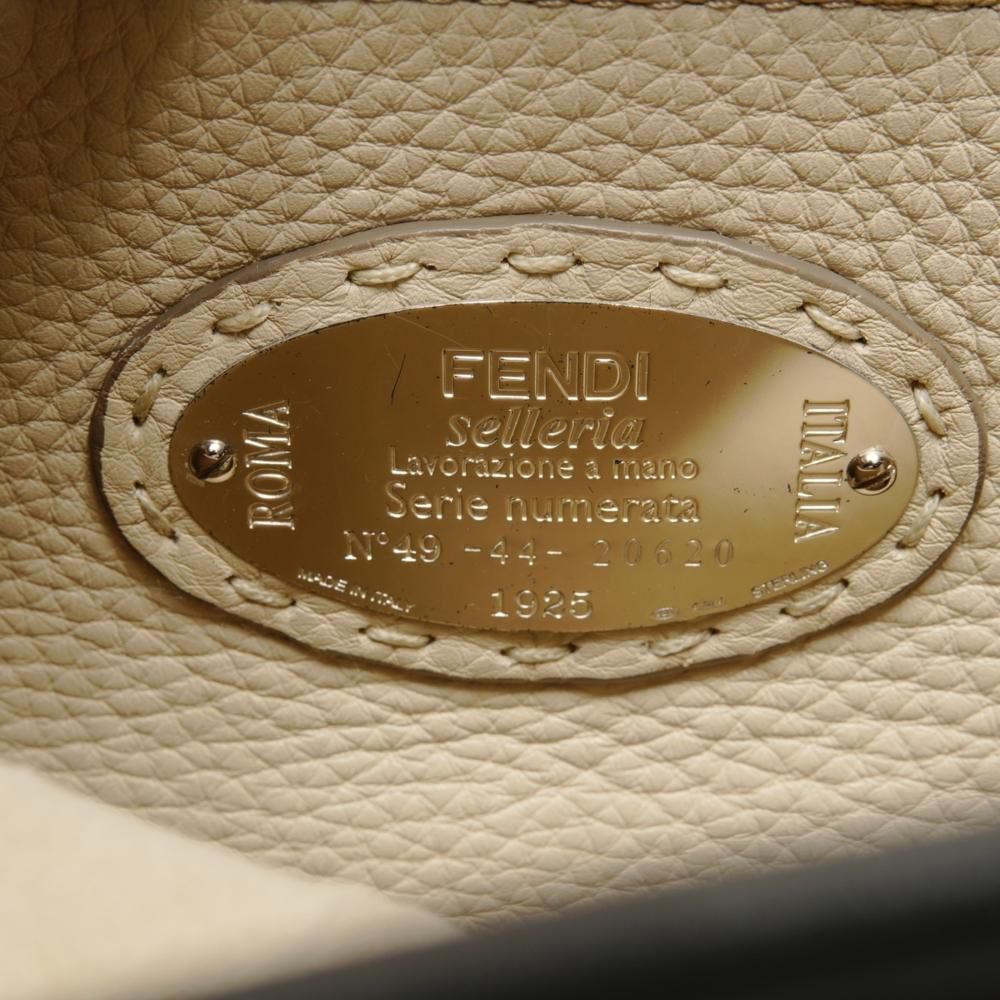 FENDI
selleria
Lavorazione a mano
Serie numerata
N°49 -44- 20620
1925
ROMA
ITALIA
MADE IN ITALY
STERLING